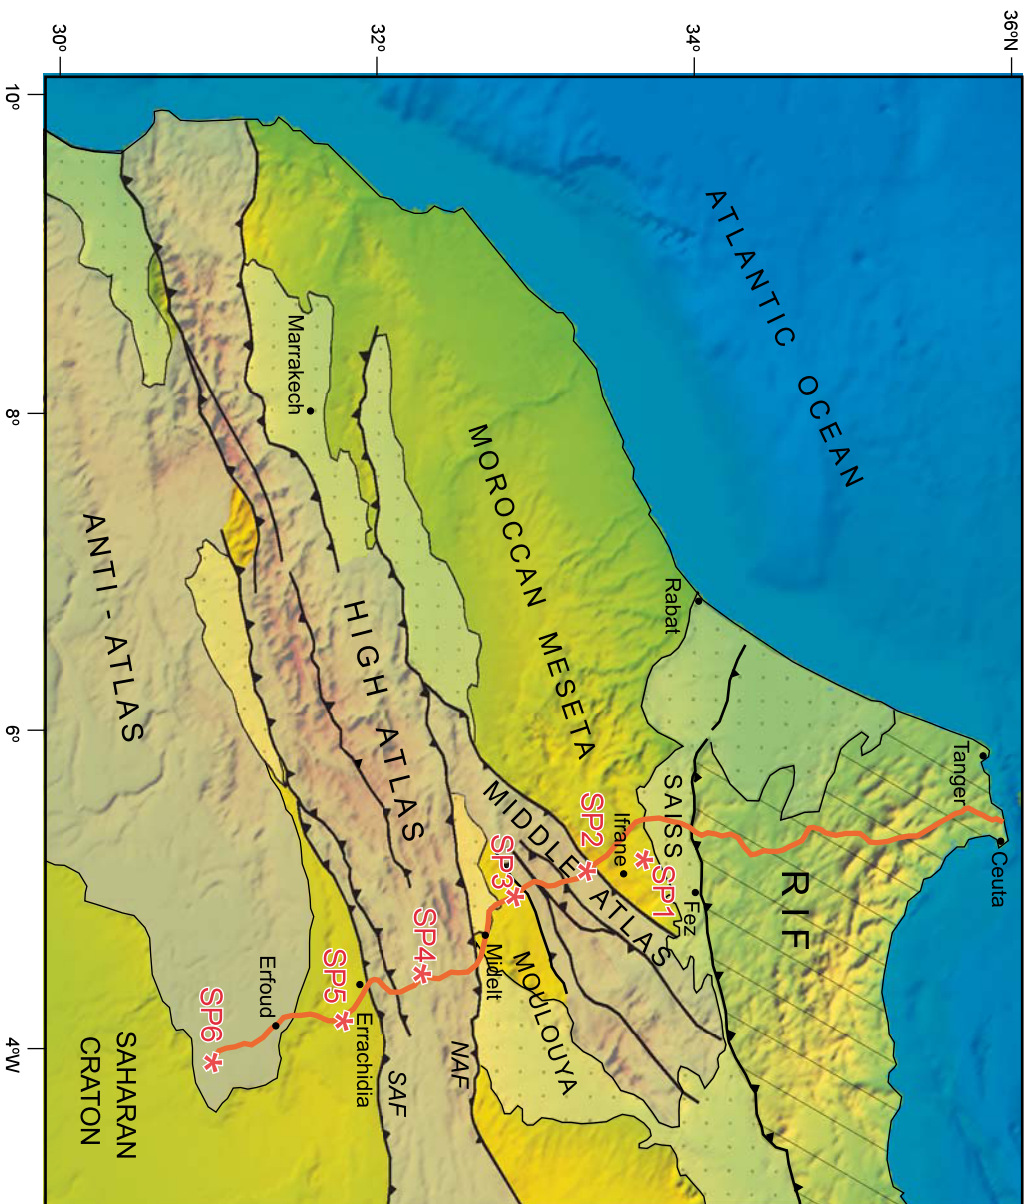 30°
32°
34°
36°N
10°
8°
6°
4°W
ATLANTIC OCEAN
MOROCCAN MESETA
Marrakech
Rabat
Tanger
Ceuta
RIF
SAISS
Fez
Ifrane
SP1
SP2
MIDDLE ATLAS
SP3
HIGH ATLAS
SP4
Midelt
MOULOUYA
NAF
SAF
SP5
Errachidia
Erfoud
SP6
ANTI - ATLAS
SAHARAN
CRATON